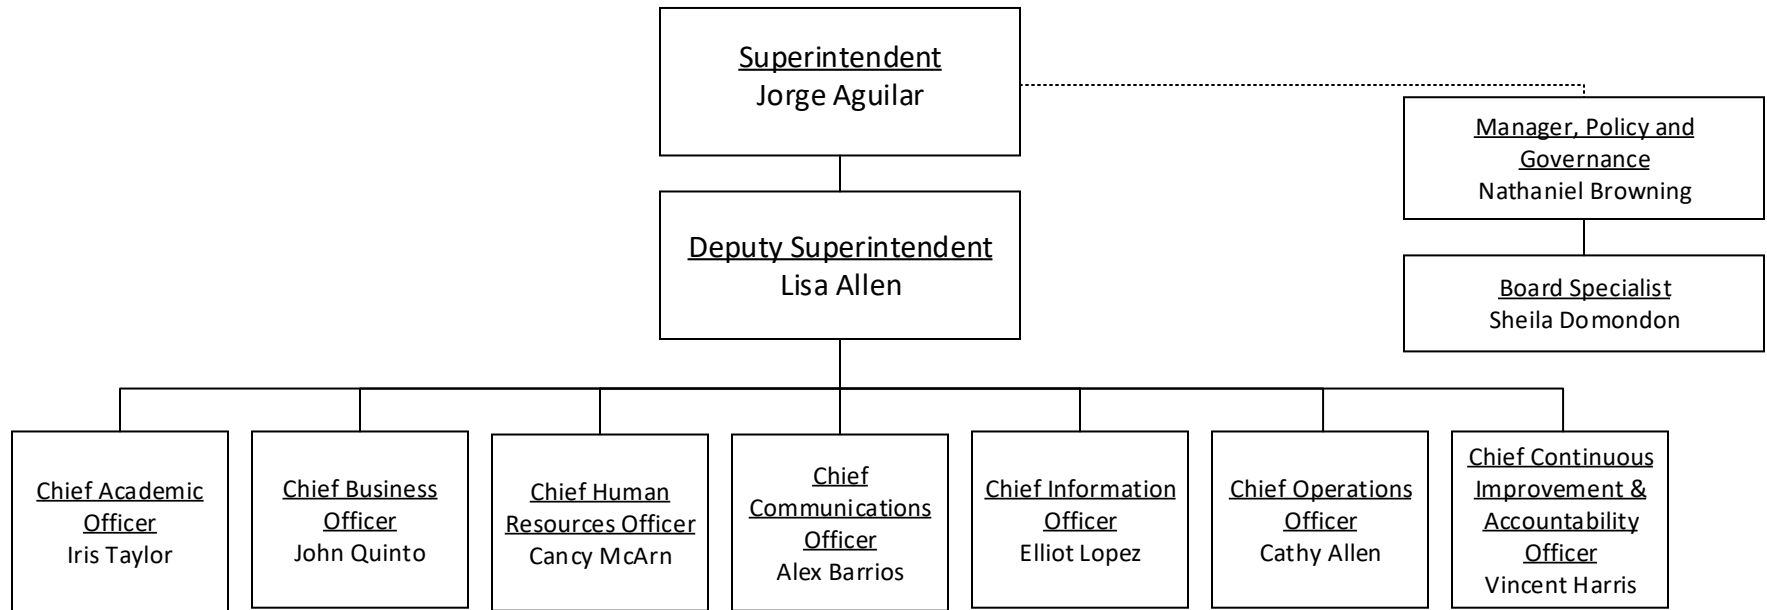 Superintendent
Jorge Aguilar
Manager, Policy and
Governance
Nathaniel Browning
Deputy Superintendent
Lisa Allen
Board Specialist
Sheila Domondon
Chief Academic
Officer
Iris Taylor
Chief Business
Officer
John Quinto
Chief Human
Resources Officer
Cancy McArn
Chief
Communications
Officer
Alex Barrios
Chief Information
Officer
Elliot Lopez
Chief Operations
Officer
Cathy Allen
Chief Continuous
Improvement &
Accountability
Officer
Vincent Harris